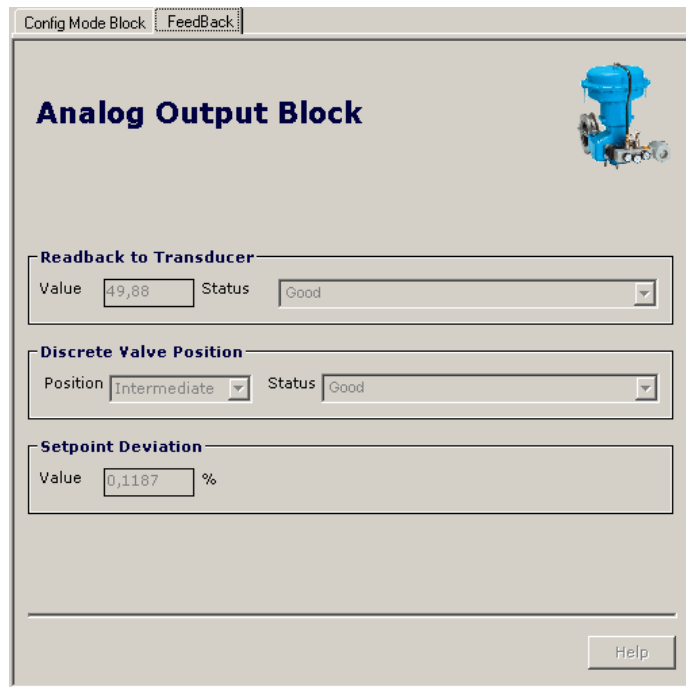 Config Mode Block FeedBack
Analog Output Block
Readback to Transducer
Value 49,88 Status Good
Discrete Valve Position
Position Intermediate Status Good
Setpoint Deviation
Value 0,1187 %
Help